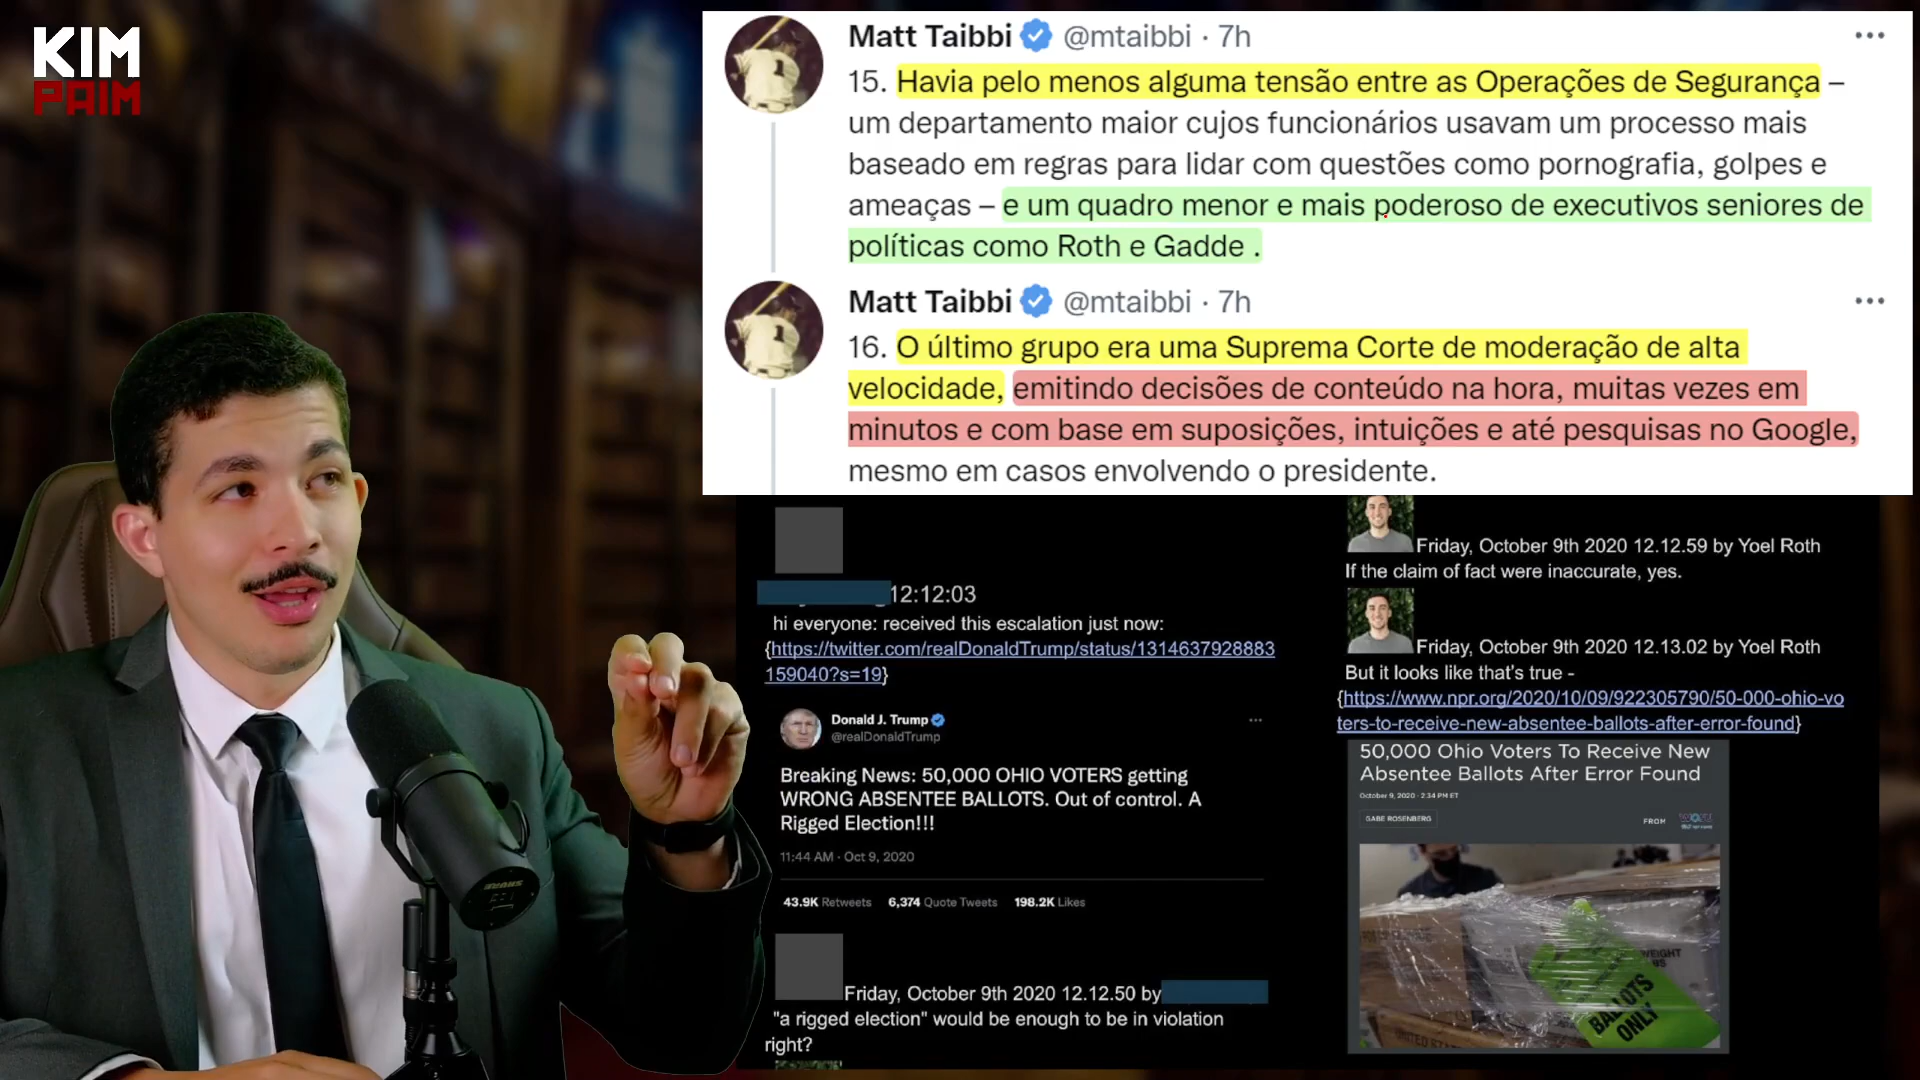 KIM
PAIM
Matt Taibbi @mtaibbi · 7h
15. Havia pelo menos alguma tensão entre as Operações de Segurança –
um departamento maior cujos funcionários usavam um processo mais
baseado em regras para lidar com questões como pornografia, golpes e
ameaças – e um quadro menor e mais poderoso de executivos seniores de
políticas como Roth e Gadde .
Matt Taibbi @mtaibbi · 7h
16. O último grupo era uma Suprema Corte de moderação de alta
velocidade, emitindo decisões de conteúdo na hora, muitas vezes em
minutos e com base em suposições, intuições e até pesquisas no Google,
mesmo em casos envolvendo o presidente.
12:12:03
hi everyone: received this escalation just now:
{https://twitter.com/realDonaldTrump/status/1314637928883
159040?s=19}
Donald J. Trump
@realDonaldTrump
Breaking News: 50,000 OHIO VOTERS getting
WRONG ABSENTEE BALLOTS. Out of control. A
Rigged Election!!!
11:44 AM · Oct 9, 2020
43.9K Retweets 6,374 Quote Tweets 198.2K Likes
Friday, October 9th 2020 12.12.50 by
"a rigged election" would be enough to be in violation
right?
Friday, October 9th 2020 12.12.59 by Yoel Roth
If the claim of fact were inaccurate, yes.
Friday, October 9th 2020 12.13.02 by Yoel Roth
But it looks like that's true -
{https://www.npr.org/2020/10/09/922305790/50-000-ohio-vo
ters-to-receive-new-absentee-ballots-after-error-found}
50,000 Ohio Voters To Receive New
Absentee Ballots After Error Found
October 9, 2020 · 2:34 PM ET
GABE ROSENBERG
FROM
BALLOTS
ONLY